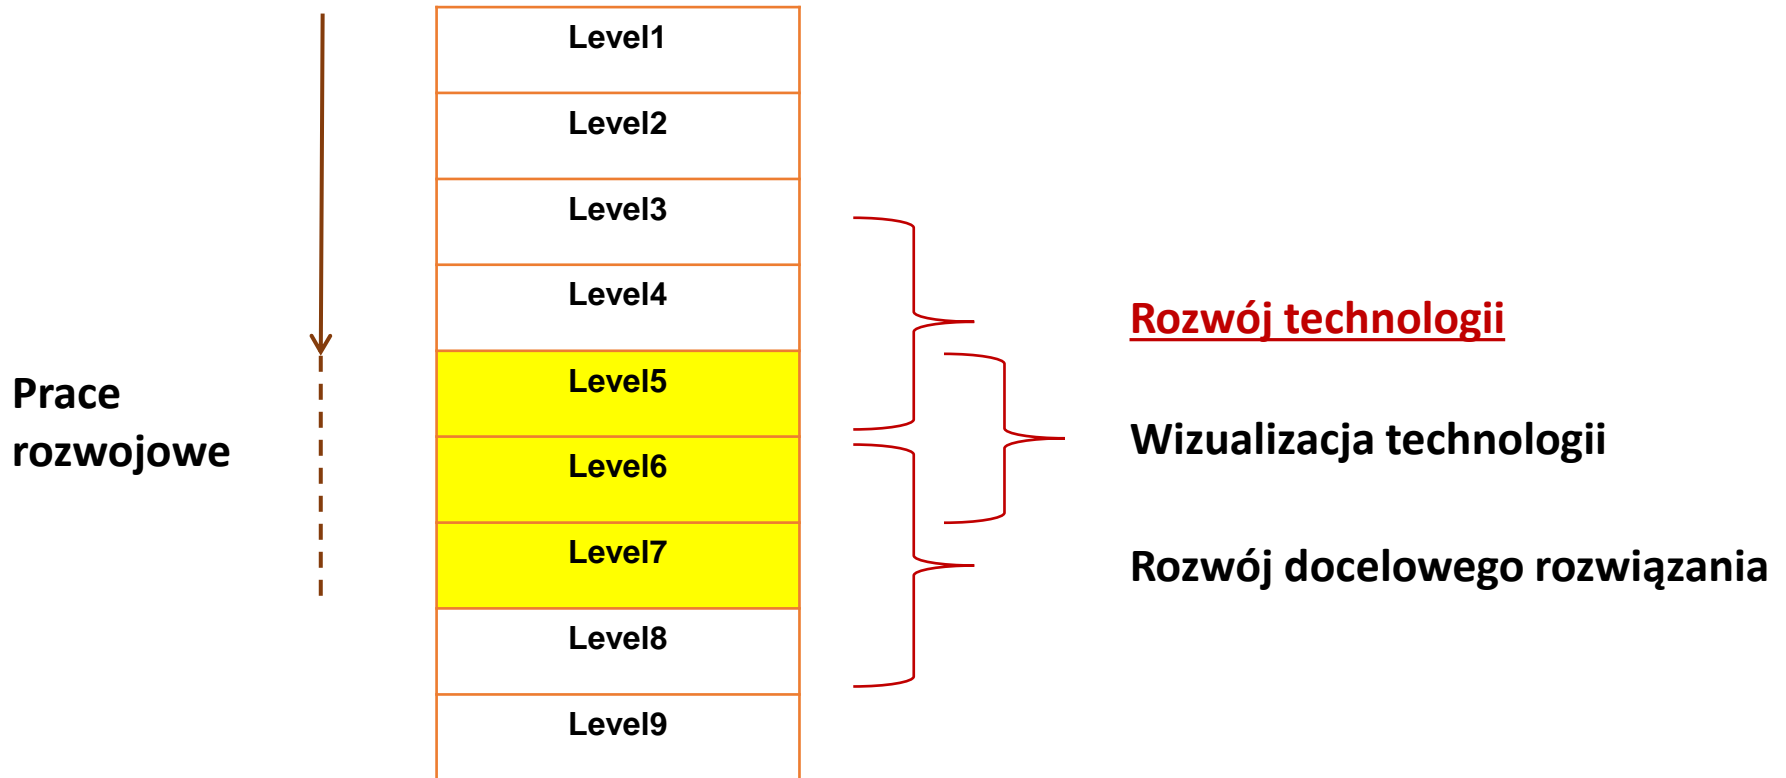 Level1
Level2
Level3
Level4
Level5
Level6
Level7
Level8
Level9
Prace
rozwojowe
Rozwój technologii
Wizualizacja technologii
Rozwój docelowego rozwiązania